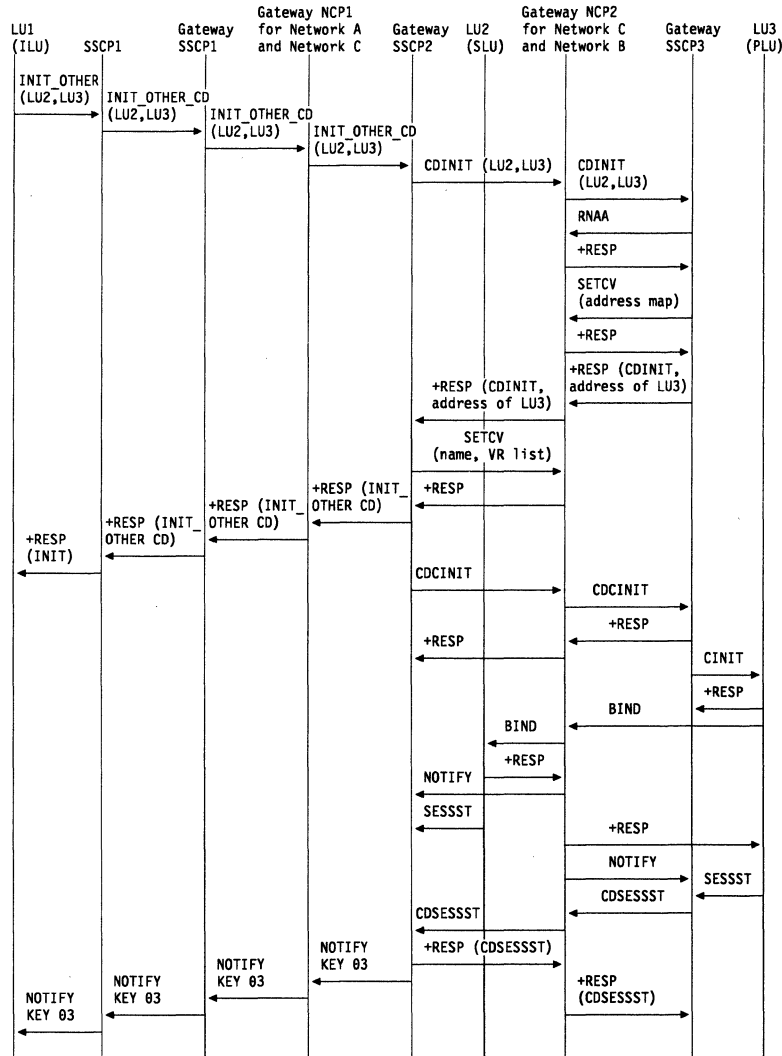 Gateway NCP1 Gateway NCP2
LU1 Gateway for Network A Gateway LU2 for Network C Gateway LU3
(ILU) SSCP1 SSCP1 and Network C SSCP2 (SLU) and Network B SSCP3 (PLU)
INIT_OTHER
(LU2,LU3)
INIT_OTHER_CD
(LU2,LU3)
INIT_OTHER_CD
(LU2,LU3)
INIT_OTHER_CD
(LU2,LU3)
CDINIT (LU2,LU3)
CDINIT
(LU2,LU3)
RNAA
+RESP
SETCV
(address map)
+RESP
+RESP (CDINIT,
address of LU3)
+RESP (CDINIT,
address of LU3)
SETCV
(name, VR list)
+RESP
+RESP (INIT_
OTHER CD)
+RESP (INIT_
OTHER CD)
+RESP (INIT_
OTHER CD)
+RESP
(INIT)
CDCINIT
CDCINIT
+RESP
+RESP
CINIT
+RESP
BIND
BIND
+RESP
NOTIFY
SESSST
+RESP
NOTIFY
SESSST
CDSESSST
CDSESSST
+RESP (CDSESSST)
NOTIFY
KEY 03
NOTIFY
KEY 03
NOTIFY
KEY 03
NOTIFY
KEY 03
+RESP
(CDSESSST)